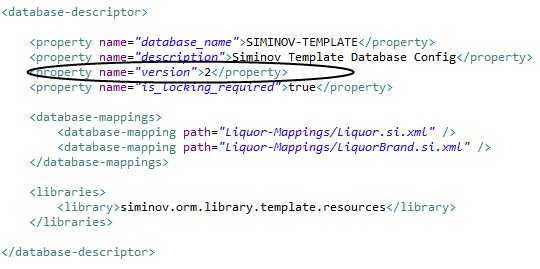 <database-descriptor>
<property name="database_name">SIMINOV-TEMPLATE</property>
<property name="description">Siminov Template Database Config</property>
<property name="version">2</property>
<property name="is_locking_required">true</property>
<database-mappings>
<database-mapping path="Liquor-Mappings/Liquor.si.xml" />
<database-mapping path="Liquor-Mappings/LiquorBrand.si.xml" />
</database-mappings>
<libraries>
<library>siminov.orm.library.template.resources</library>
</libraries>
</database-descriptor>